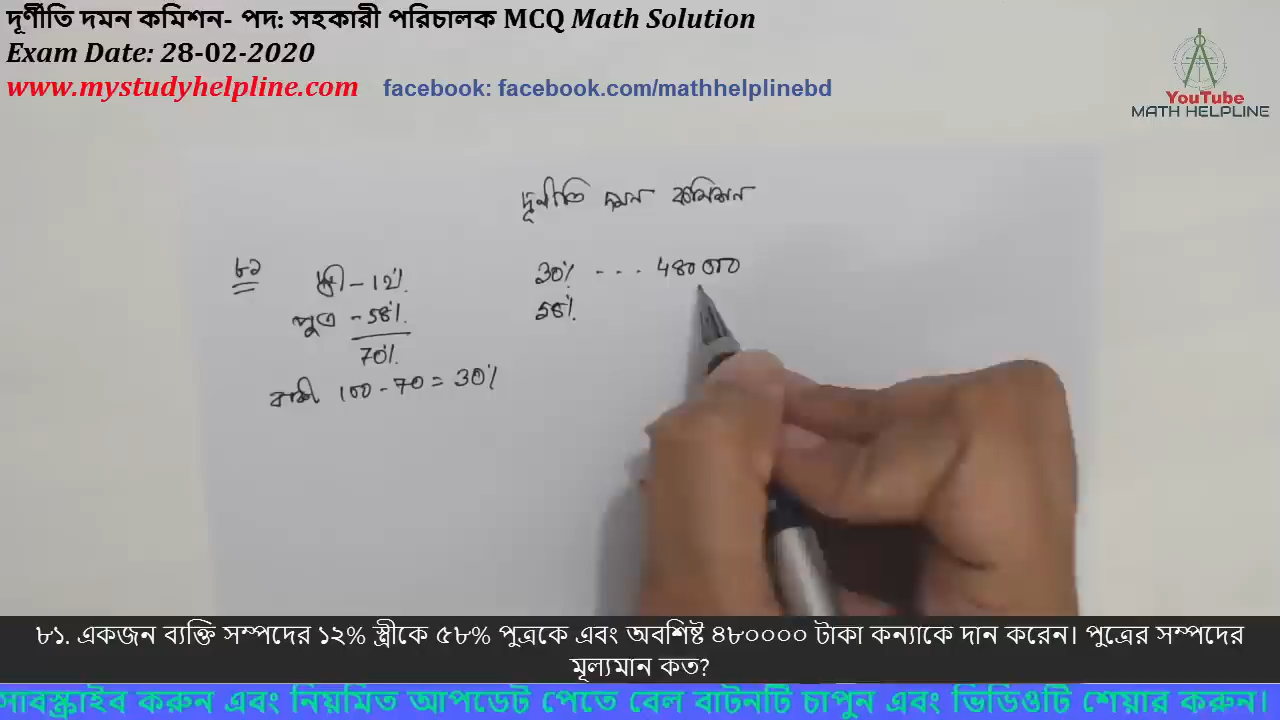 দূর্ণীতি দমন কমিশন- পদ: সহকারী পরিচালক MCQ Math Solution
Exam Date: 28-02-2020
www.mystudyhelpline.com facebook: facebook.com/mathhelplinebd
YouTube
MATH HELPLINE
দূর্নীতি দমন কমিশন
৮১
স্ত্রী - 12%
পুত্র - 58%
70%
বাকী 100 - 70 = 30%
30% --- 480000
58%
৮১. একজন ব্যক্তি সম্পদের ১২% স্ত্রীকে ৫৮% পুত্রকে এবং অবশিষ্ট ৪৮০০০০ টাকা কন্যাকে দান করেন। পুত্রের সম্পদের
মূল্যমান কত?
সাবস্ক্রাইব করুন এবং নিয়মিত আপডেট পেতে বেল বাটনটি চাপুন এবং ভিডিওটি শেয়ার করুন।